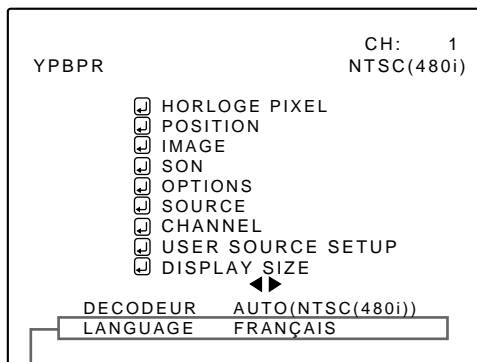 CH: 1
YPBPR NTSC(480i)
HORLOGE PIXEL
POSITION
IMAGE
SON
OPTIONS
SOURCE
CHANNEL
USER SOURCE SETUP
DISPLAY SIZE
DECODEUR AUTO(NTSC(480i))
LANGUAGE FRANÇAIS